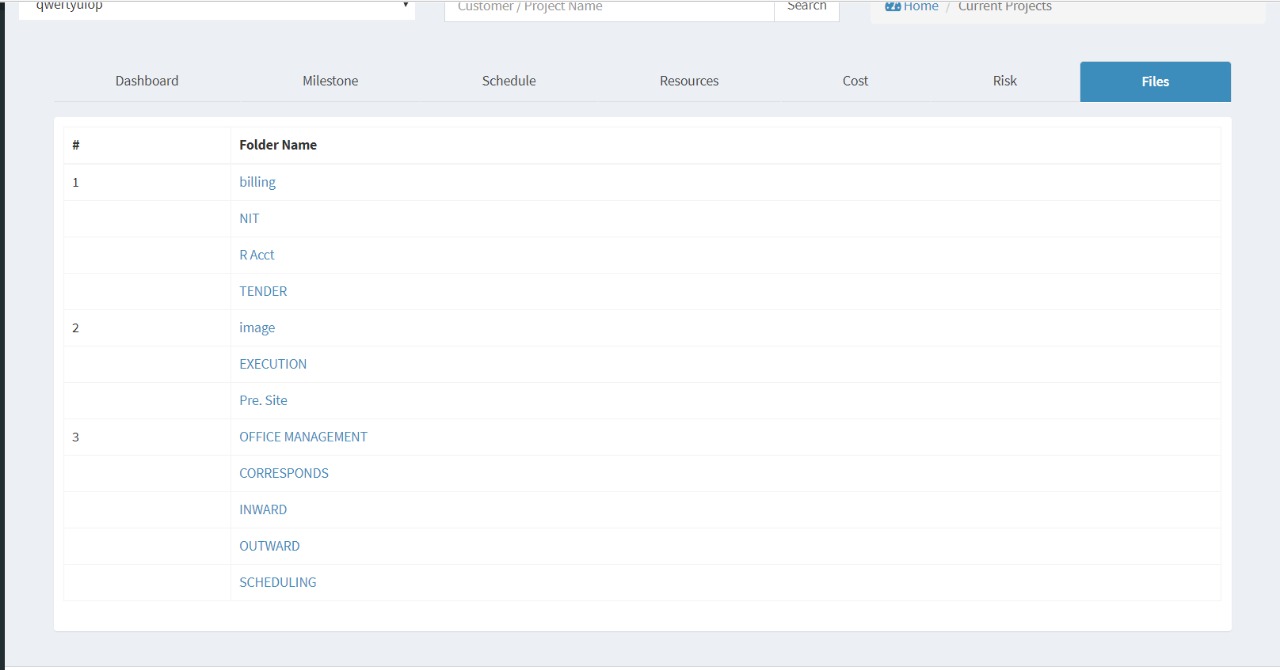 qwertyuiop
Customer / Project Name
Search
Home / Current Projects
Dashboard Milestone Schedule Resources Cost Risk Files
# Folder Name
1 billing
NIT
R Acct
TENDER
2 image
EXECUTION
Pre. Site
3 OFFICE MANAGEMENT
CORRESPONDS
INWARD
OUTWARD
SCHEDULING